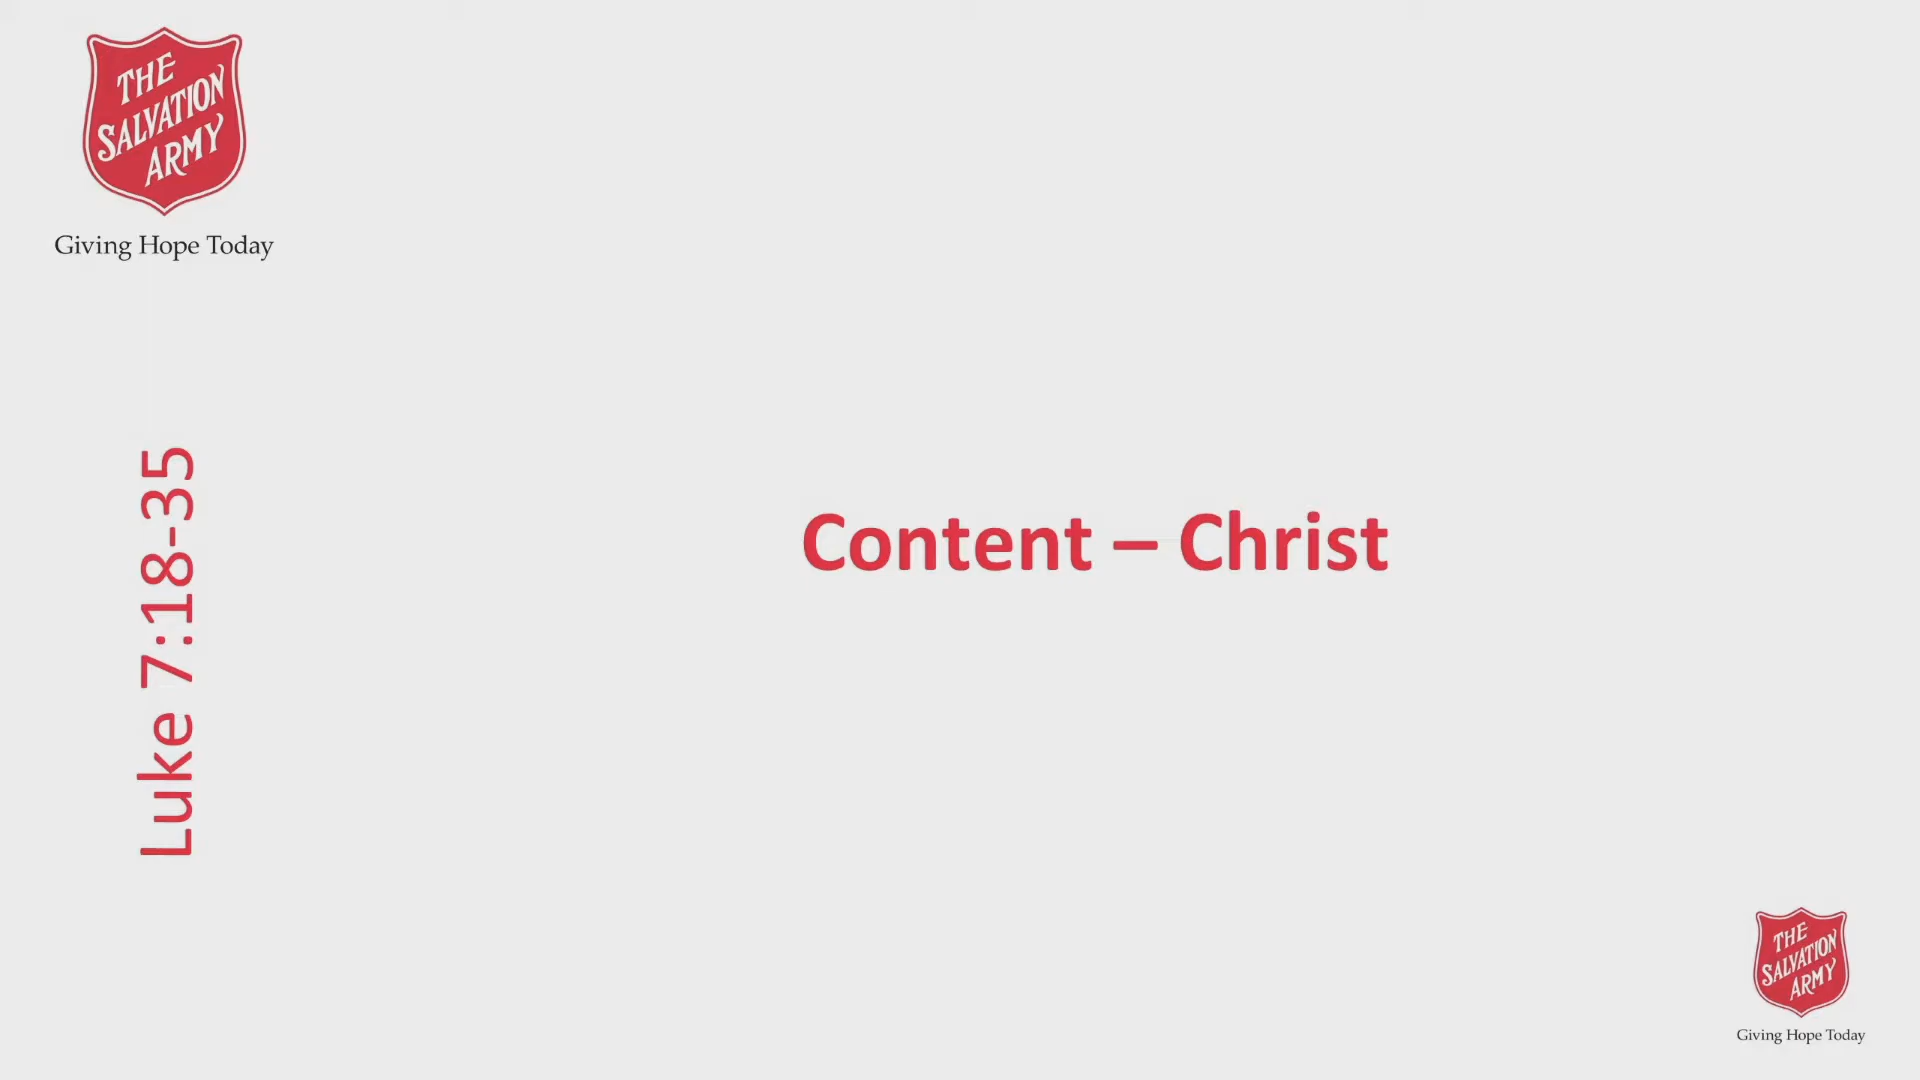 THE
SALVATION
ARMY
Giving Hope Today
Luke 7:18-35
Content – Christ
THE
SALVATION
ARMY
Giving Hope Today